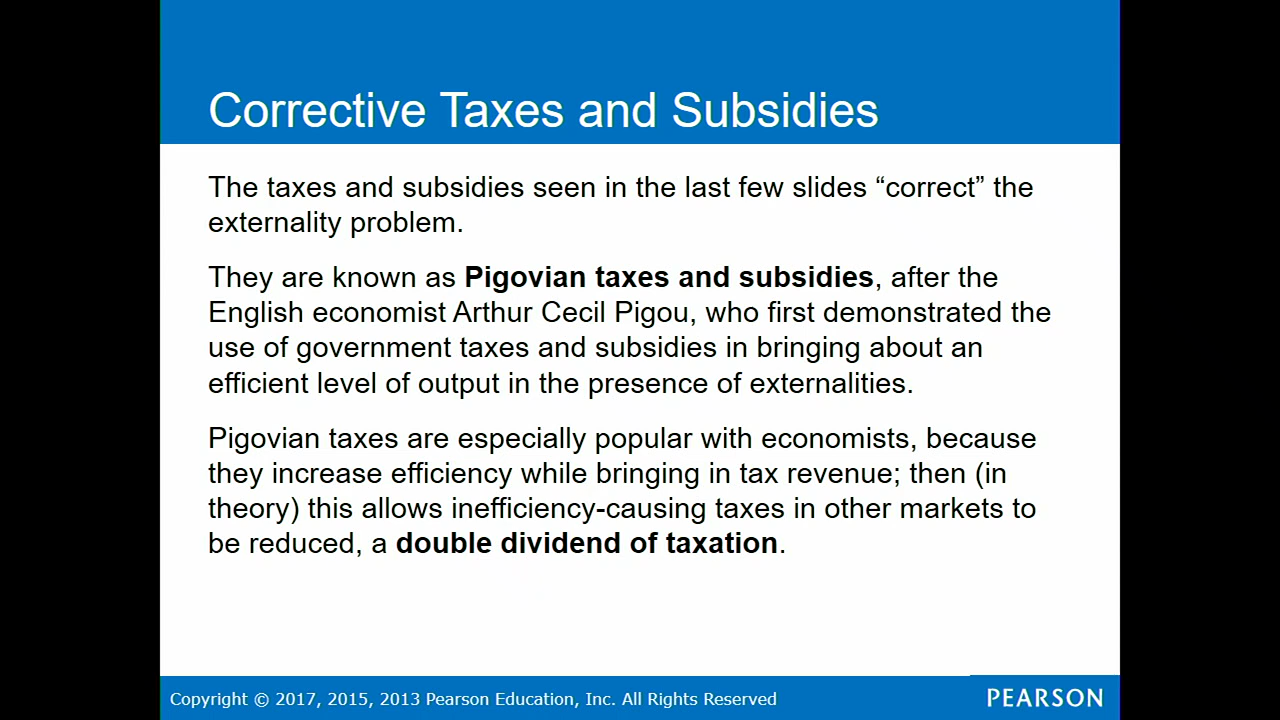 Corrective Taxes and Subsidies
The taxes and subsidies seen in the last few slides “correct” the
externality problem.
They are known as Pigovian taxes and subsidies, after the
English economist Arthur Cecil Pigou, who first demonstrated the
use of government taxes and subsidies in bringing about an
efficient level of output in the presence of externalities.
Pigovian taxes are especially popular with economists, because
they increase efficiency while bringing in tax revenue; then (in
theory) this allows inefficiency-causing taxes in other markets to
be reduced, a double dividend of taxation.
Copyright © 2017, 2015, 2013 Pearson Education, Inc. All Rights Reserved
PEARSON